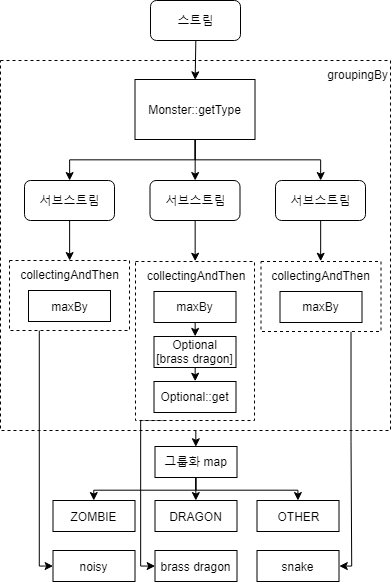 스트림
groupingBy
Monster::getType
서브스트림
서브스트림
서브스트림
collectingAndThen
collectingAndThen
collectingAndThen
maxBy
maxBy
maxBy
Optional
[brass dragon]
Optional::get
그룹화 map
ZOMBIE
DRAGON
OTHER
noisy
brass dragon
snake